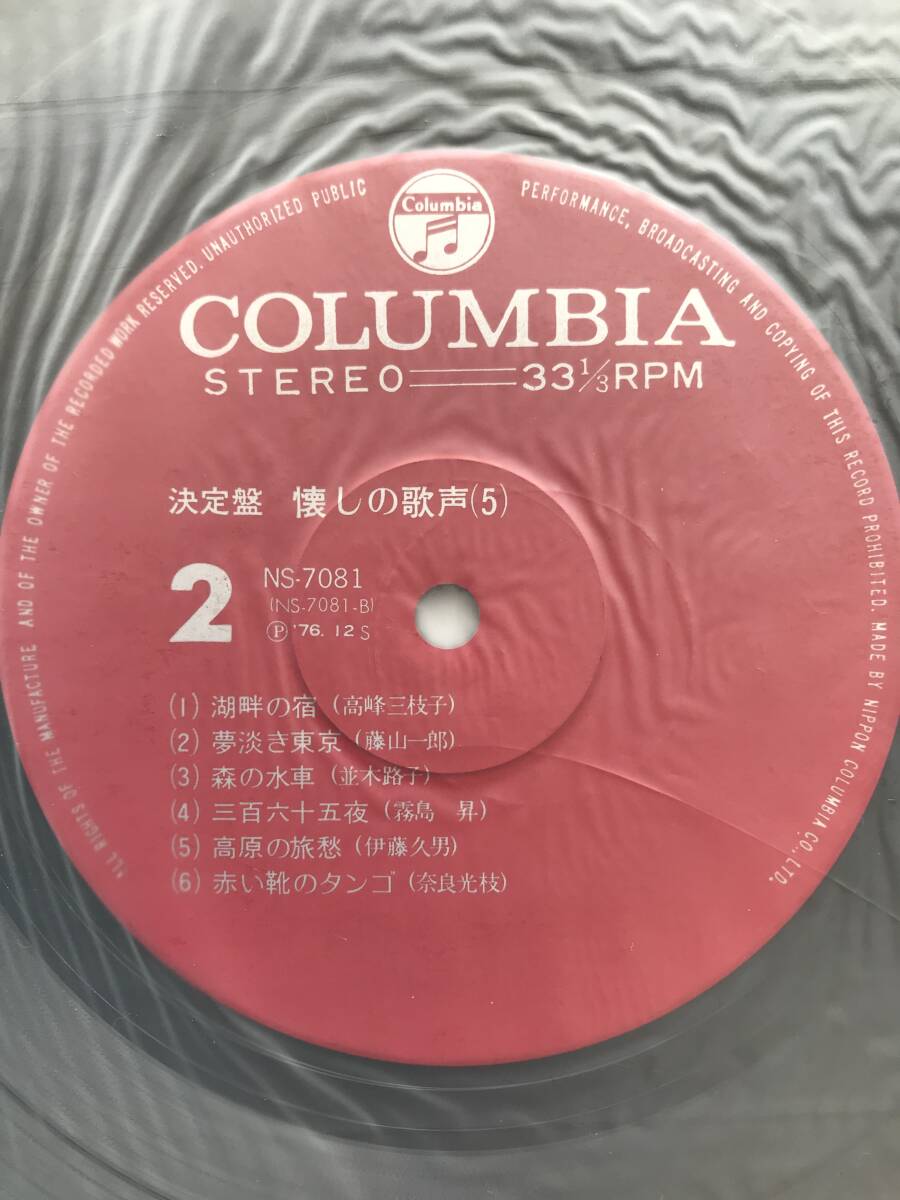 ALL RIGHTS OF THE MANUFACTURE AND OF THE OWNER OF THE RECORDED WORK RESERVED. UNAUTHORIZED PUBLIC PERFORMANCE, BROADCASTING AND COPYING OF THIS RECORD PROHIBITED. MADE BY NIPPON COLUMBIA CO., LTD.
Columbia
COLUMBIA
STEREO 33 1/3 RPM
決定盤 懐しの歌声(5)
2
NS-7081
(NS-7081-B)
Ⓟ '76. 12 S
(1) 湖畔の宿 (高峰三枝子)
(2) 夢淡き東京 (藤山一郎)
(3) 森の水車 (並木路子)
(4) 三百六十五夜 (霧島 昇)
(5) 高原の旅愁 (伊藤久男)
(6) 赤い靴のタンゴ (奈良光枝)